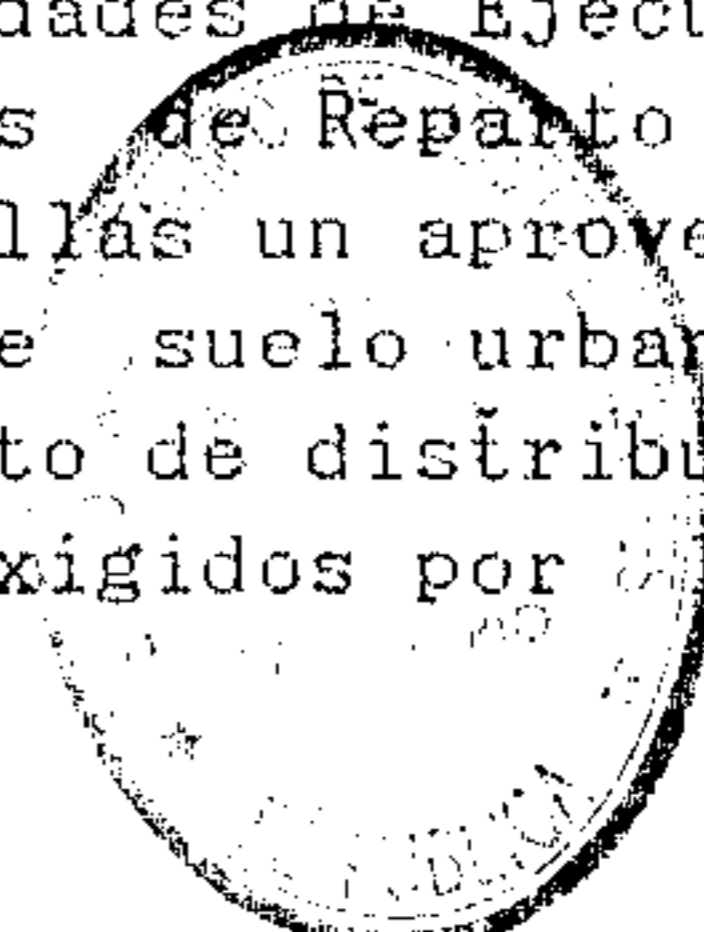 dades de Ejecu
s de Reparto
llas un aprove
e suelo urban
to de distribu
xigidos por